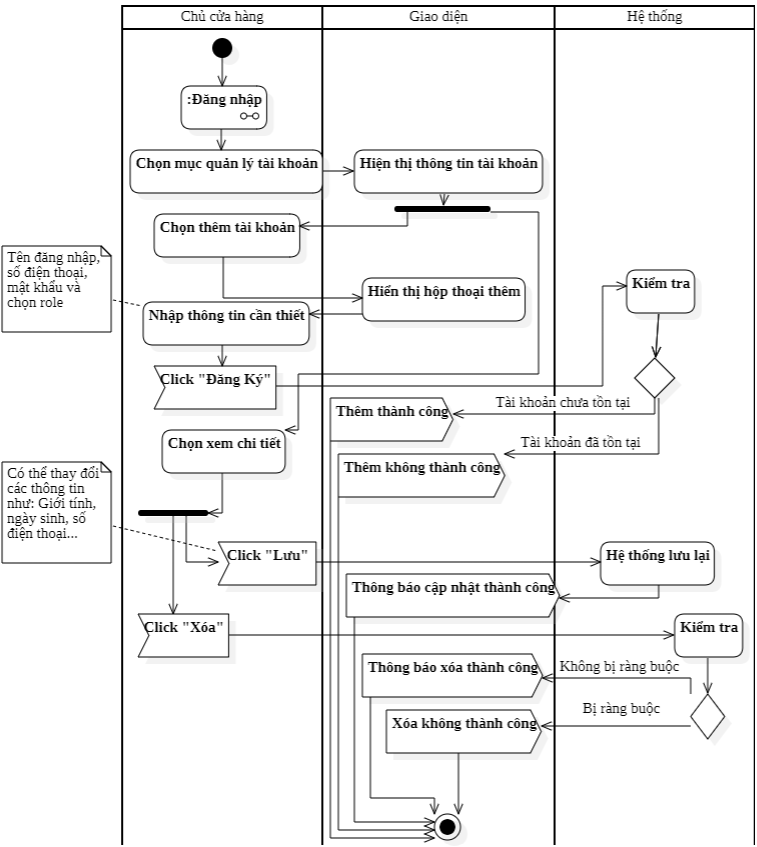 Chủ cửa hàng
Giao diện
Hệ thống
:Đăng nhập
Chọn mục quản lý tài khoản
Hiện thị thông tin tài khoản
Chọn thêm tài khoản
Tên đăng nhập,
số điện thoại,
mật khẩu và
chọn role
Hiển thị hộp thoại thêm
Kiểm tra
Nhập thông tin cần thiết
Click "Đăng Ký"
Tài khoản chưa tồn tại
Thêm thành công
Chọn xem chi tiết
Tài khoản đã tồn tại
Thêm không thành công
Có thể thay đổi
các thông tin
như: Giới tính,
ngày sinh, số
điện thoại...
Click "Lưu"
Hệ thống lưu lại
Thông báo cập nhật thành công
Click "Xóa"
Kiểm tra
Thông báo xóa thành công
Không bị ràng buộc
Bị ràng buộc
Xóa không thành công